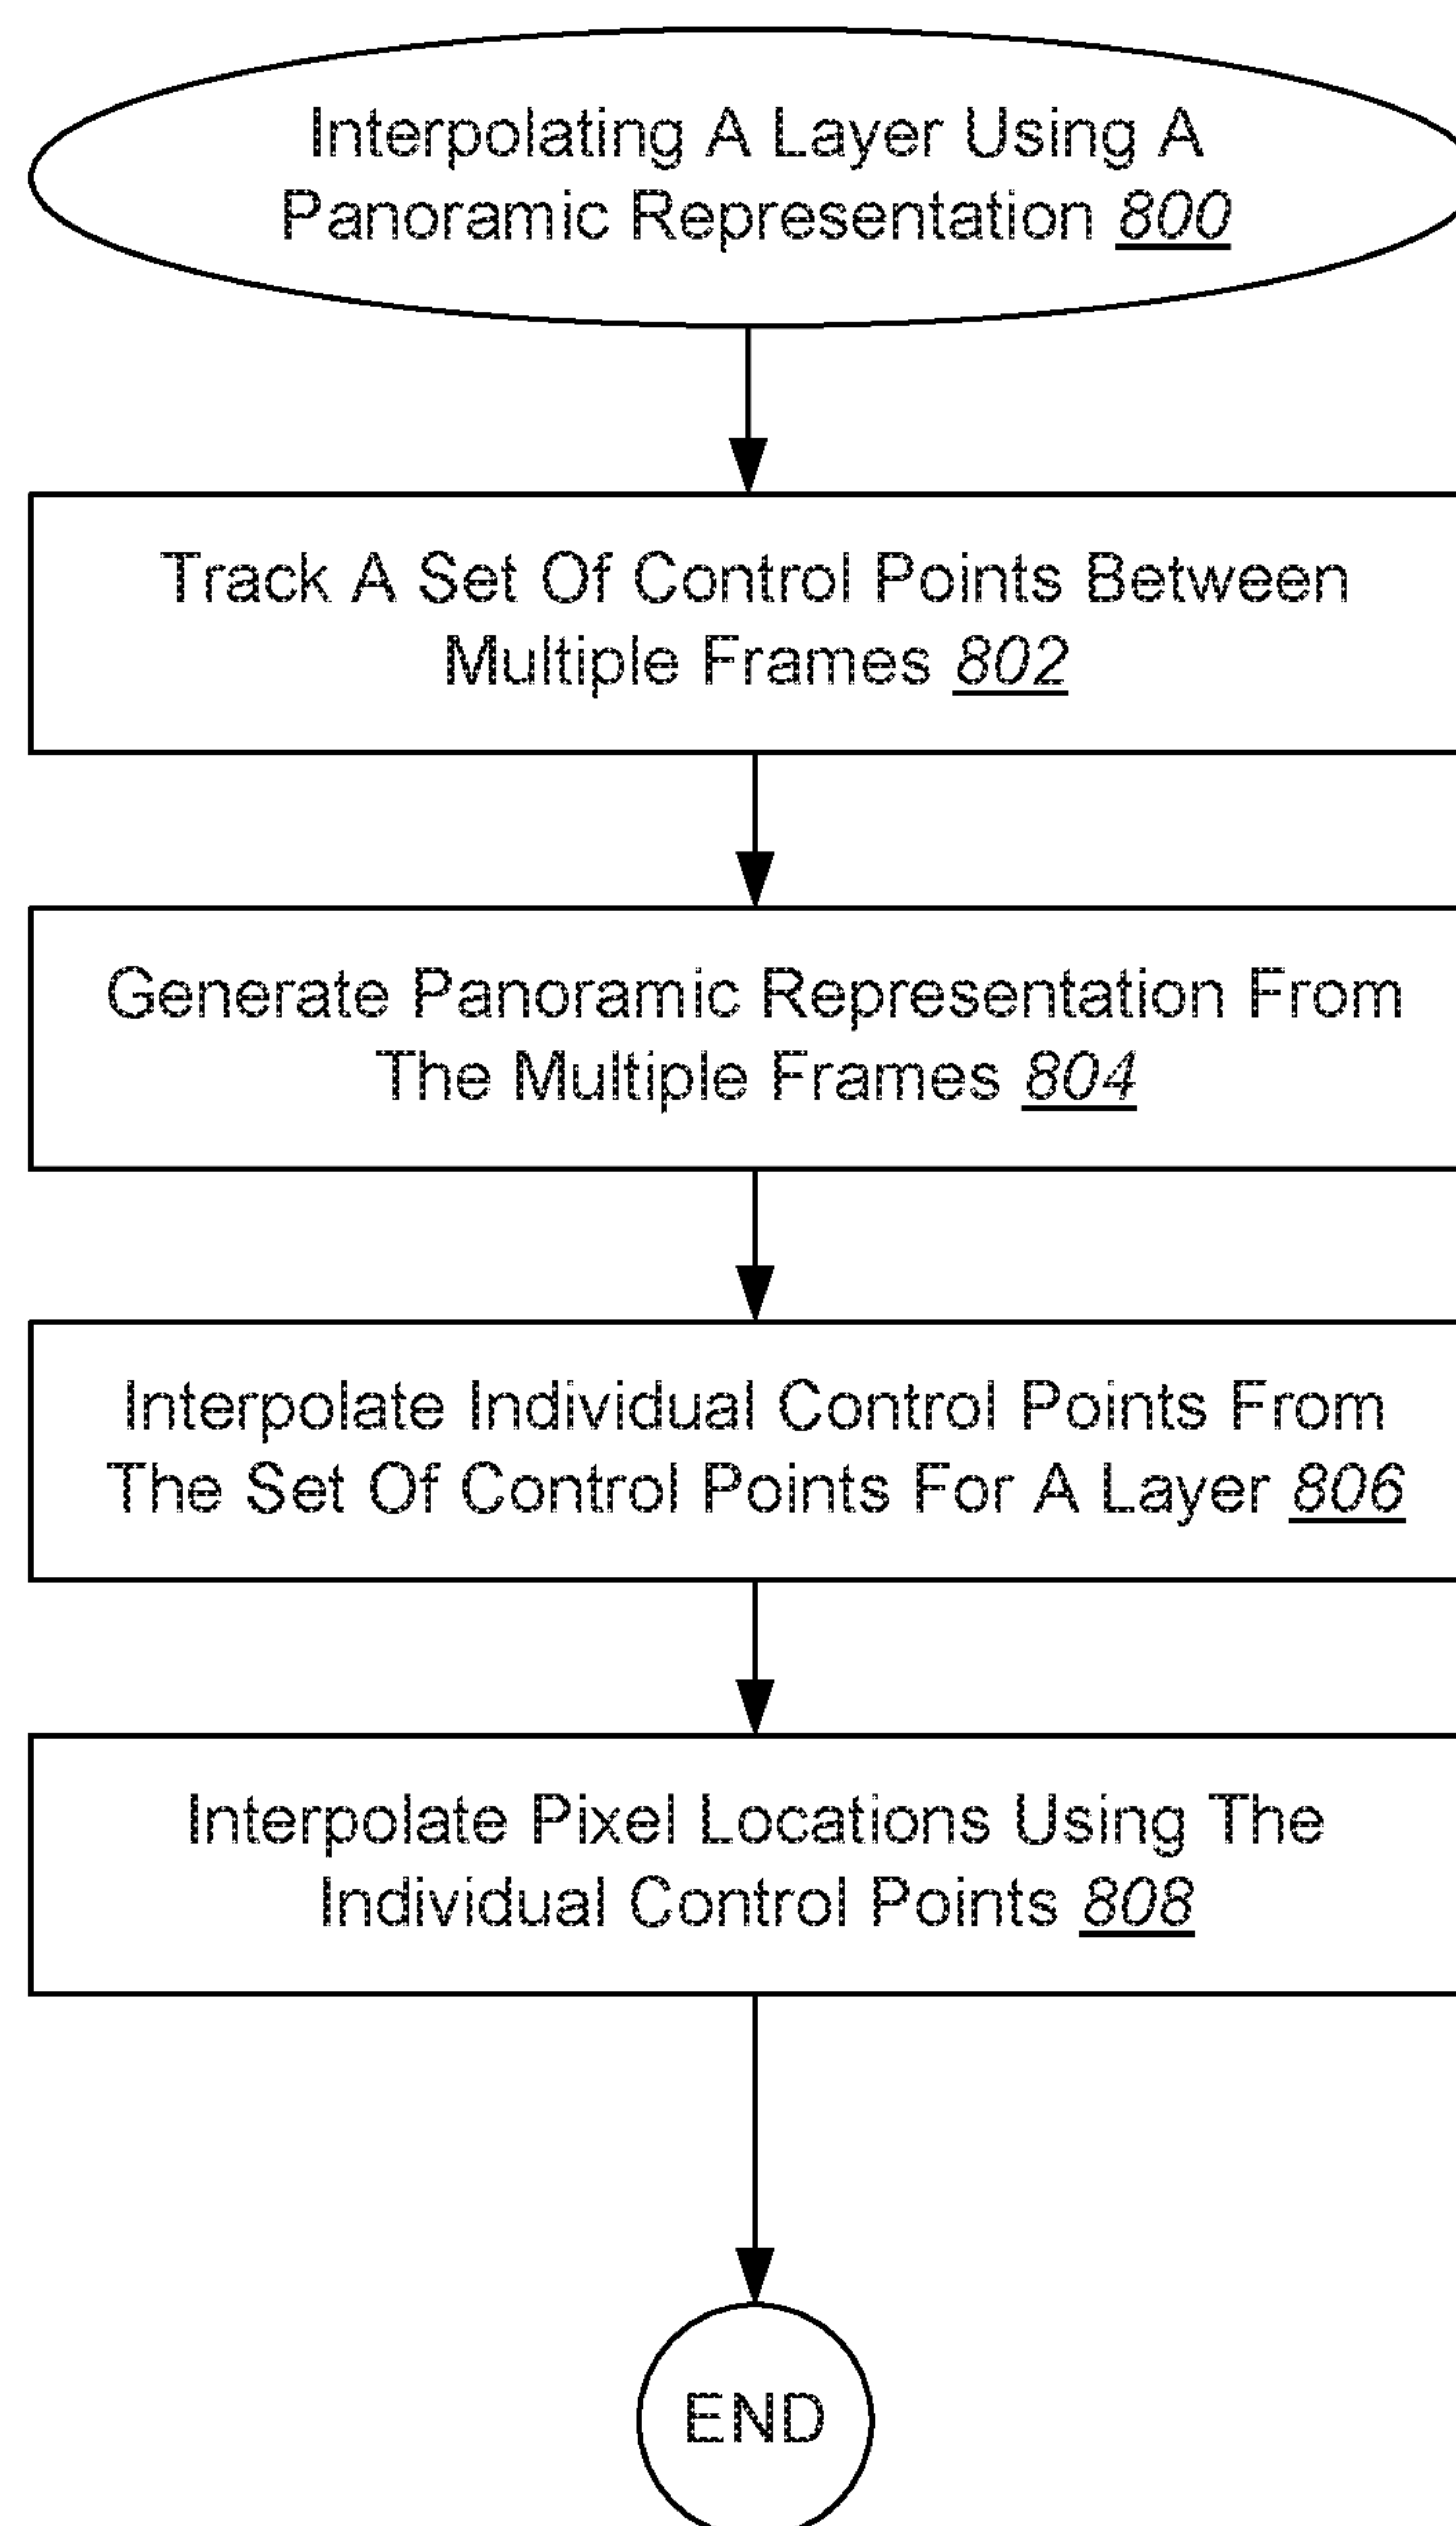 Interpolating A Layer Using A
Panoramic Representation 800
Track A Set Of Control Points Between
Multiple Frames 802
Generate Panoramic Representation From
The Multiple Frames 804
Interpolate Individual Control Points From
The Set Of Control Points For A Layer 806
Interpolate Pixel Locations Using The
Individual Control Points 808
END